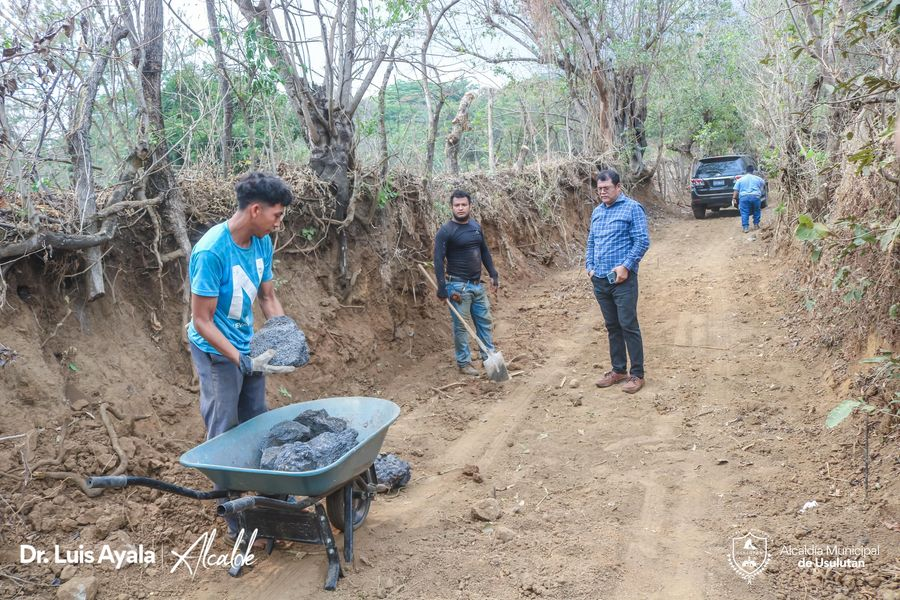 Dr. Luis Ayala | Alcalde
Alcaldía Municipal
de Usulután
N